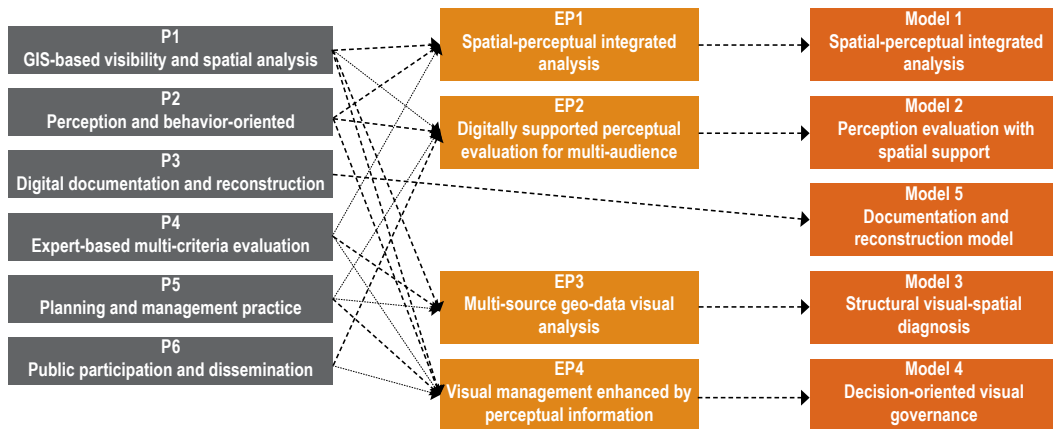 P1
GIS-based visibility and spatial analysis
P2
Perception and behavior-oriented
P3
Digital documentation and reconstruction
P4
Expert-based multi-criteria evaluation
P5
Planning and management practice
P6
Public participation and dissemination
EP1
Spatial-perceptual integrated
analysis
EP2
Digitally supported perceptual
evaluation for multi-audience
EP3
Multi-source geo-data visual
analysis
EP4
Visual management enhanced by
perceptual information
Model 1
Spatial-perceptual integrated
analysis
Model 2
Perception evaluation with
spatial support
Model 5
Documentation and
reconstruction model
Model 3
Structural visual-spatial
diagnosis
Model 4
Decision-oriented visual
governance